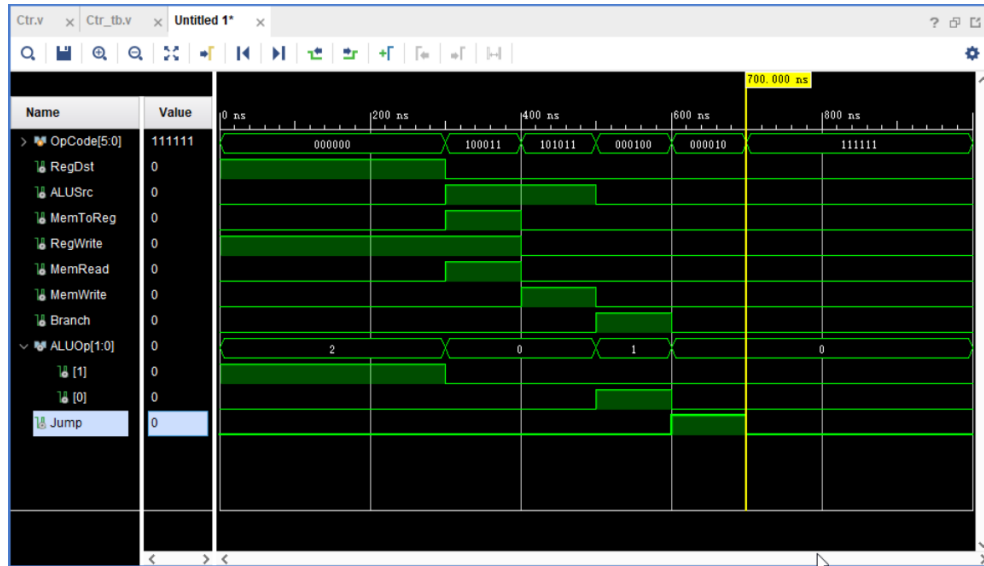 Ctr.v × Ctr_tb.v × Untitled 1* × ?
700.000 ns
Name Value 0 ns 200 ns 400 ns 600 ns 800 ns
OpCode[5:0] 111111 000000 100011 101011 000100 000010 111111
RegDst 0
ALUSrc 0
MemToReg 0
RegWrite 0
MemRead 0
MemWrite 0
Branch 0
ALUOp[1:0] 0 2 0 1 0
[1] 0
[0] 0
Jump 0